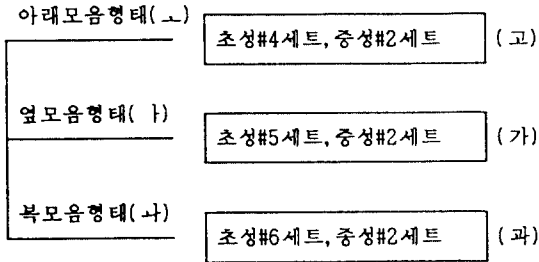 아래모음형태(ㅗ)
초성#4세트,중성#2세트 (고)
옆모음형태(ㅏ)
초성#5세트,중성#2세트 (가)
복모음형태(ㅘ)
초성#6세트,중성#2세트 (과)